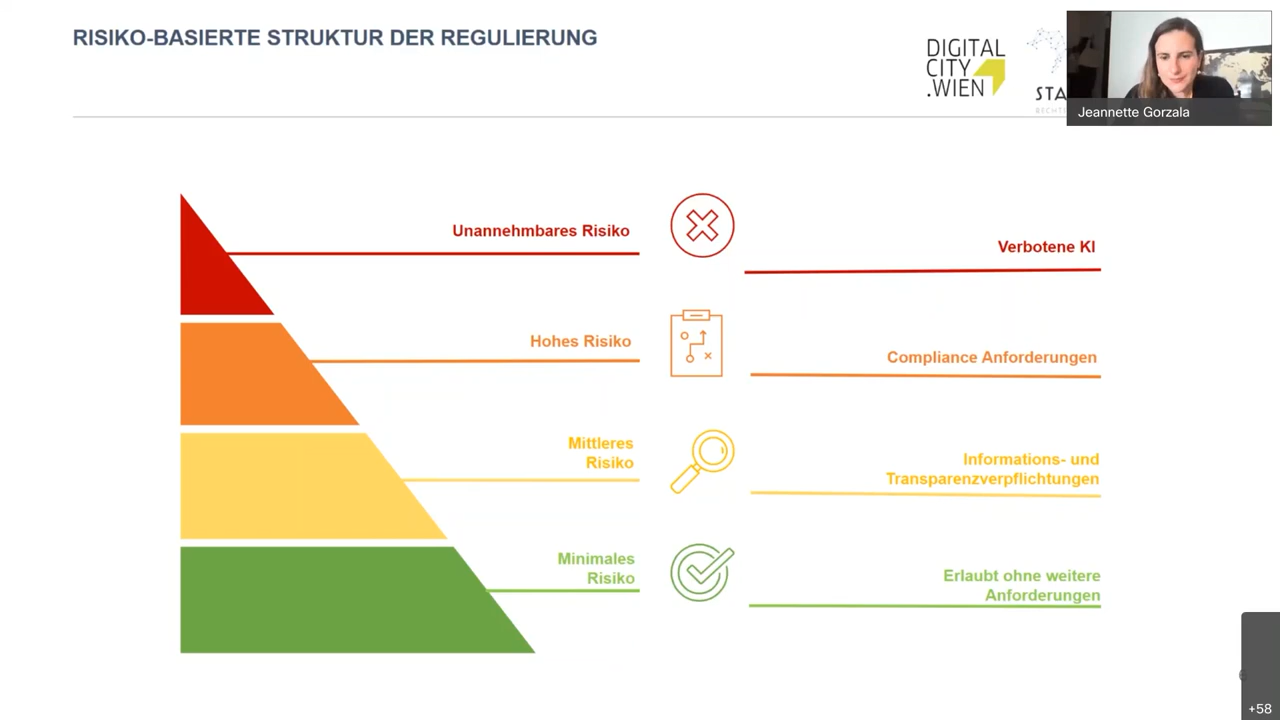 RISIKO-BASIERTE STRUKTUR DER REGULIERUNG
DIGITAL
CITY
.WIEN
STA
Jeannette Gorzala
Unannehmbares Risiko
Verbotene KI
Hohes Risiko
Compliance Anforderungen
Mittleres
Risiko
Informations- und
Transparenzverpflichtungen
Minimales
Risiko
Erlaubt ohne weitere
Anforderungen
+58